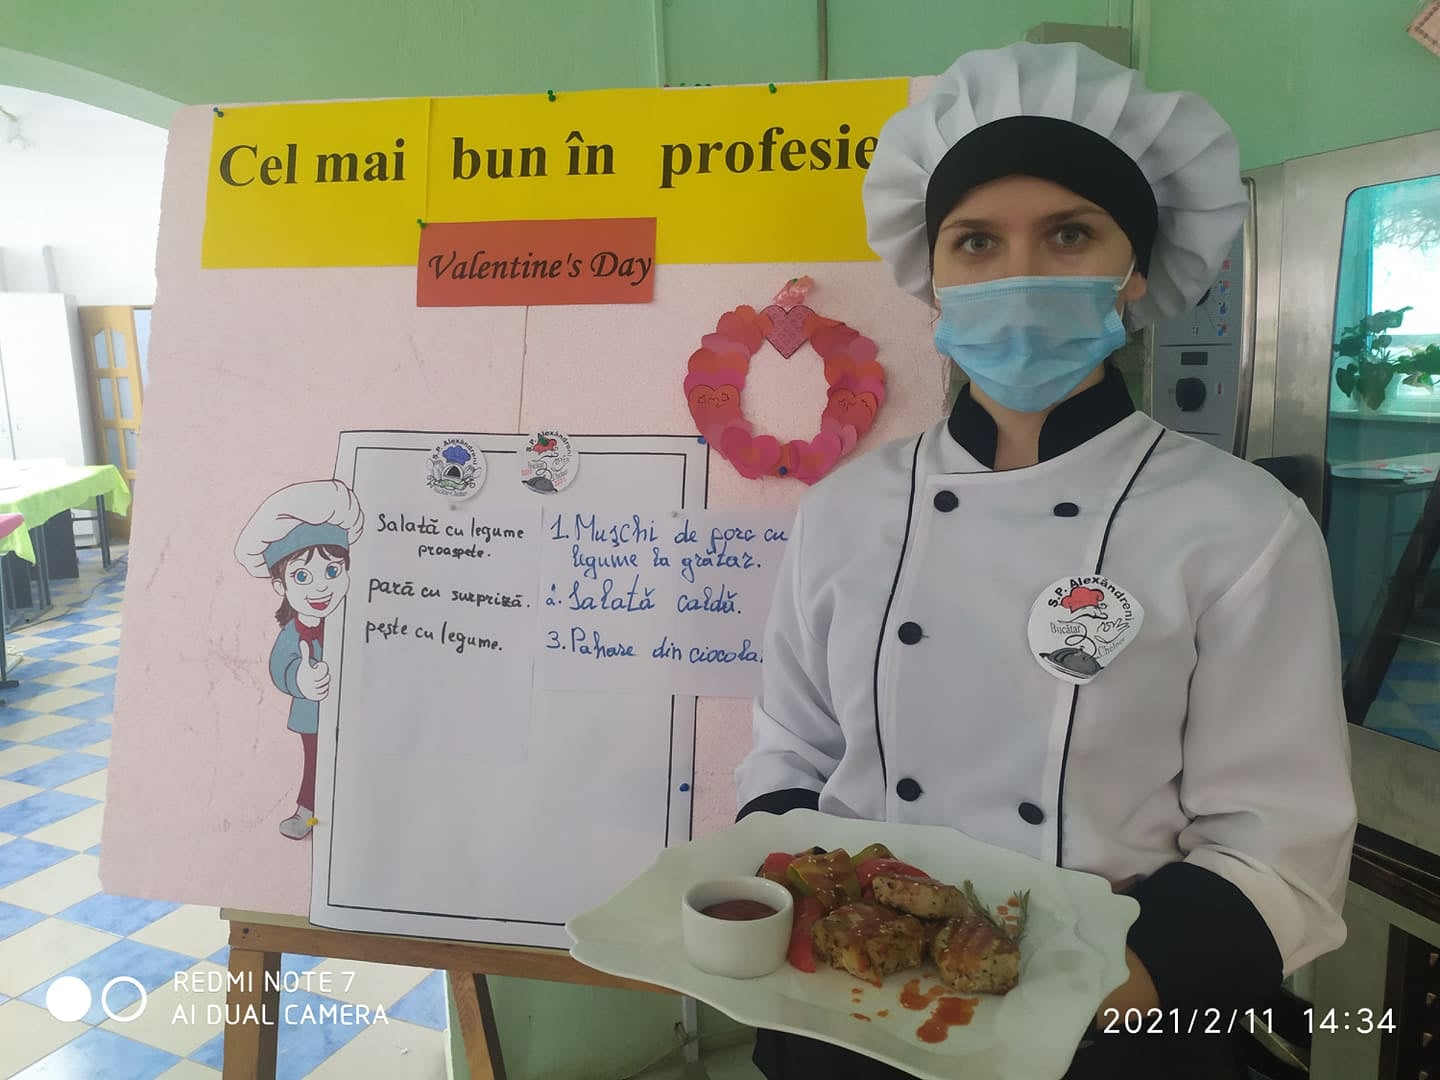 Cel mai bun în profesie
Valentine's Day
S.P. Alexăndreni
S.P. Alexăndreni
Salată cu legume
proaspete.
pară cu surpriză.
pește cu legume.
1. Mușchi de porc cu
legume la grătar.
2. Salată caldă.
3. Pahare din ciocola
S.P. Alexăndreni
Bucătar
Chelner
REDMI NOTE 7
AI DUAL CAMERA
2021/2/11 14:34